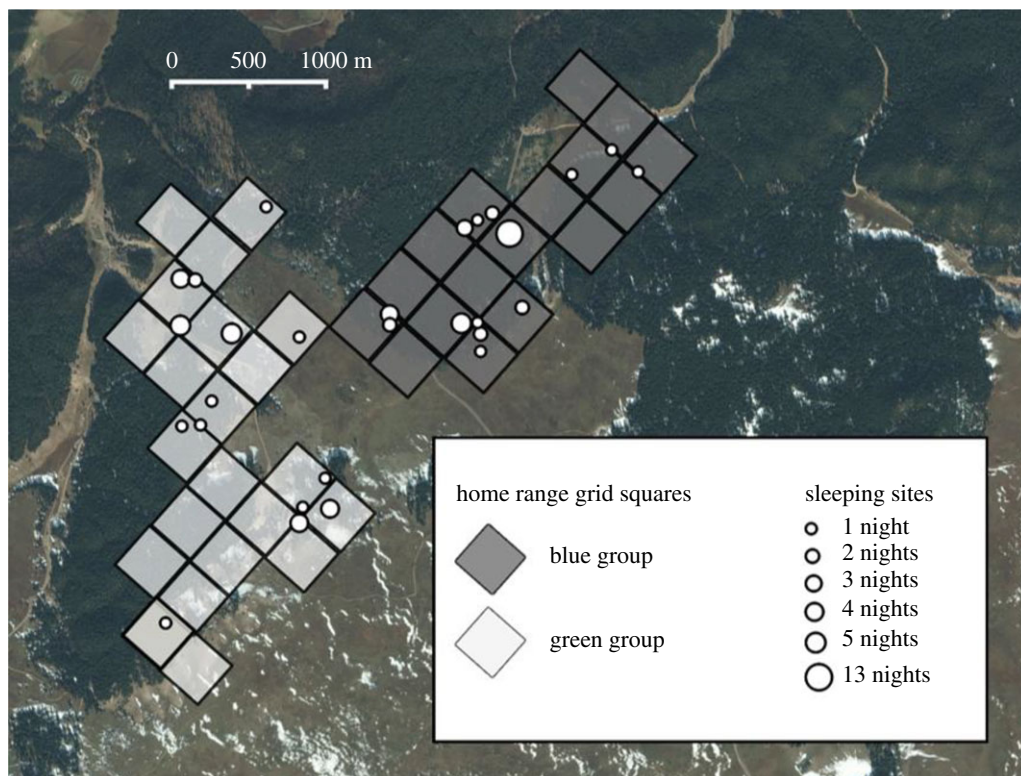 0 500 1000 m
home range grid squares
blue group
green group
sleeping sites
1 night
2 nights
3 nights
4 nights
5 nights
13 nights